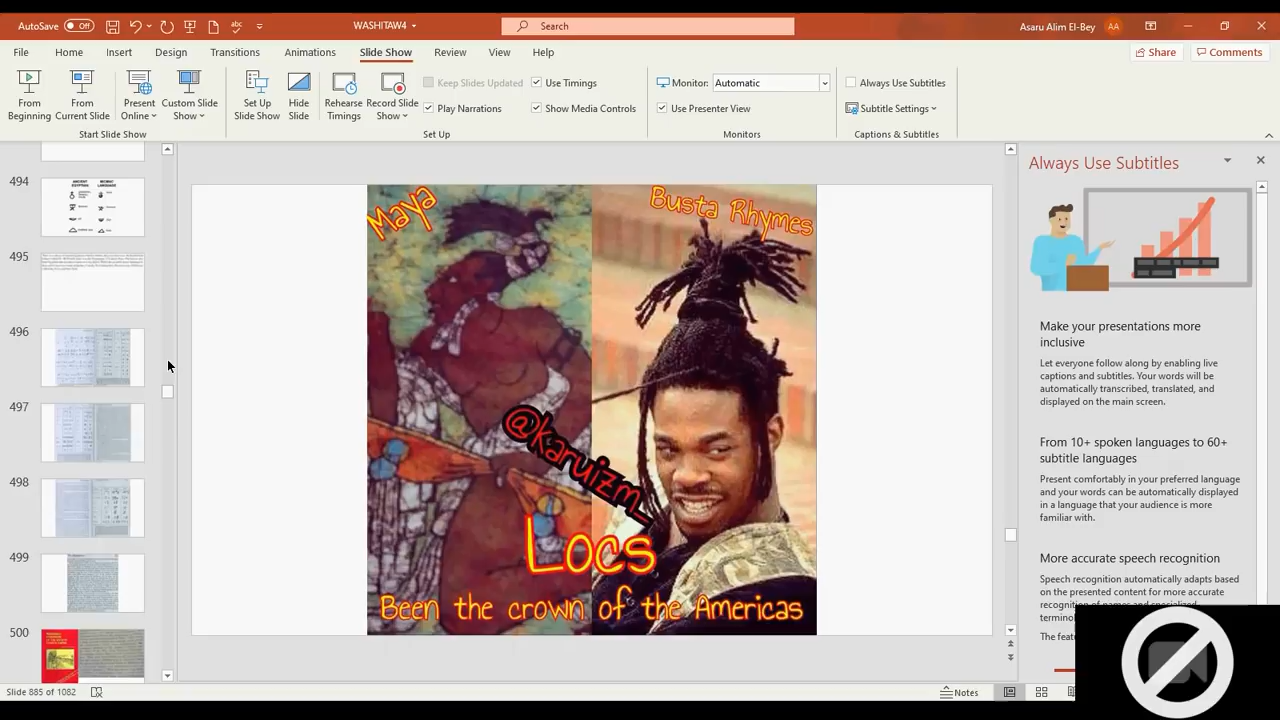 AutoSave Off
WASHITAW4
Search
Asaru Alim El-Bey AA
File Home Insert Design Transitions Animations Slide Show Review View Help
Share Comments
From Beginning
From Current Slide
Present Online
Custom Slide Show
Start Slide Show
Set Up Slide Show
Hide Slide
Rehearse Timings
Record Slide Show
Keep Slides Updated
Play Narrations
Use Timings
Show Media Controls
Set Up
Monitor: Automatic
Use Presenter View
Monitors
Always Use Subtitles
Subtitle Settings
Captions & Subtitles
494
495
496
497
498
499
500
Maya
Busta Rhymes
@karuizm_
Locs
Been the crown of the Americas
Always Use Subtitles
Make your presentations more
inclusive
Let everyone follow along by enabling live
captions and subtitles. Your words will be
automatically transcribed, translated, and
displayed on the main screen.
From 10+ spoken languages to 60+
subtitle languages
Present comfortably in your preferred language
and your words can be automatically displayed
in a language that your audience is more
familiar with.
More accurate speech recognition
Speech recognition automatically adapts based
on the presented content for more accurate
The
Slide 885 of 1082
Notes